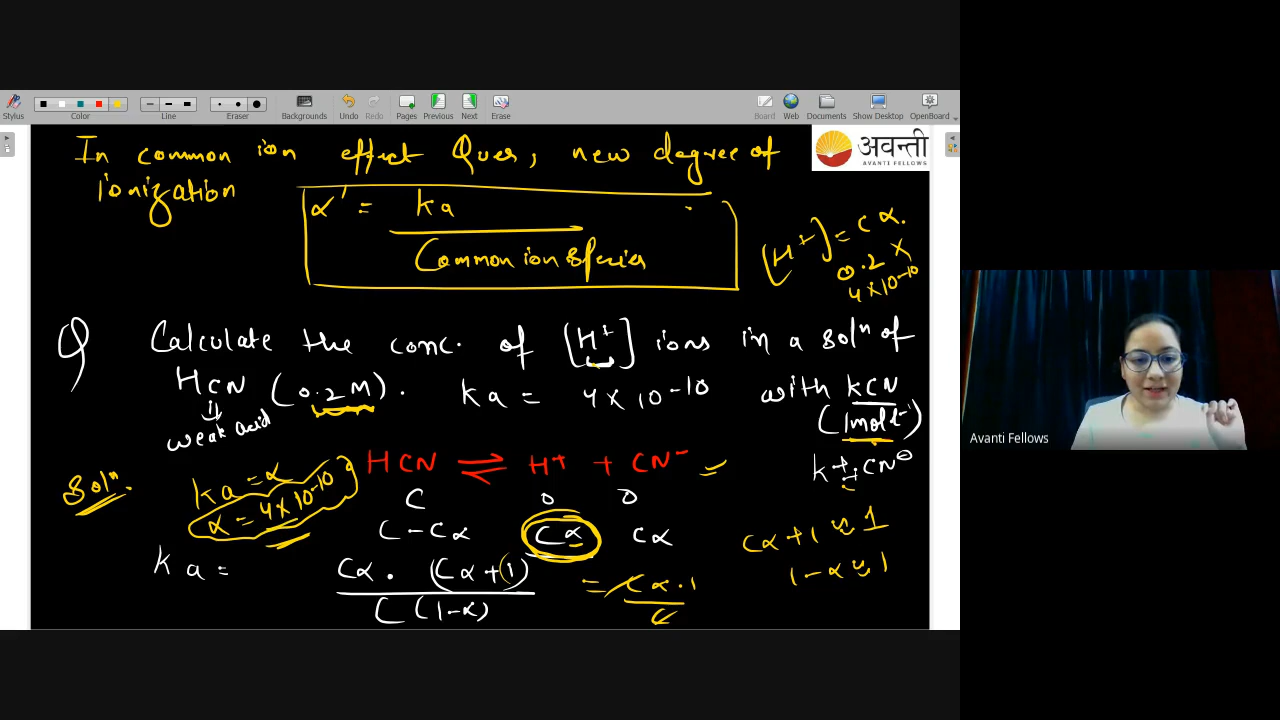 Stylus Color Line Eraser Backgrounds Undo Redo Pages Previous Next Erase Board Web Documents Show Desktop OpenBoard
In common ion effect Ques, new degree of
ionization
अवन्ती
AVANTI FELLOWS
α' = ka
Common ion species
[H+] = c α.
0.2 x
4 x 10-10
Q Calculate the conc. of [H+] ions in a soln of
HCN (0.2 M). ka = 4 x 10-10 with kCN
(1mol L-1)
⇓
weak acid
k+ + CN⊖
Soln.
ka = α
α = 4 x 10-10
HCN ⇌ H+ + CN-
C 0 0
C-Cα Cα Cα
Cα + 1 ≈ 1
1-α ≈ 1
Ka = Cα . (Cα + 1) = Cα . 1
C (1-α) C
Avanti Fellows